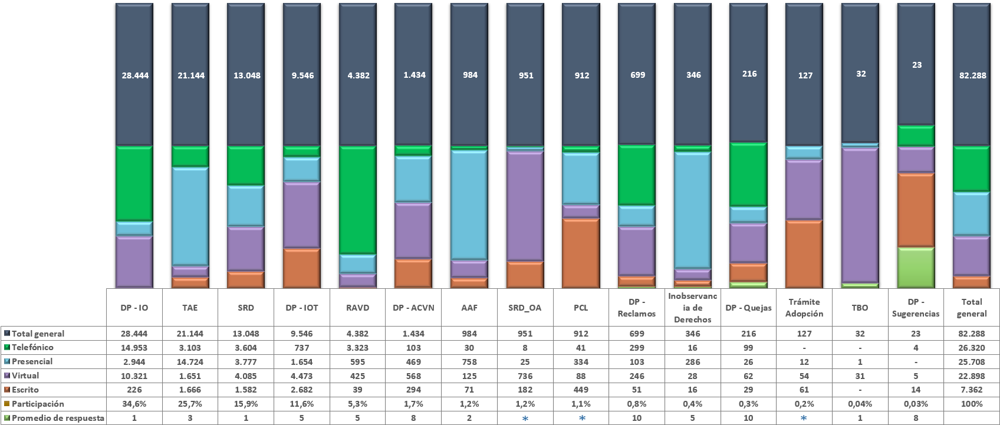 28.444 21.144 13.048 9.546 4.382 1.434 984 951 912 699 346 216 127 32 23 82.288
DP - IO TAE SRD DP - IOT RAVD DP - ACVN AAF SRD_OA PCL DP - Reclamos Inobservancia de Derechos DP - Quejas Trámite Adopción TBO DP - Sugerencias Total general
Total general 28.444 21.144 13.048 9.546 4.382 1.434 984 951 912 699 346 216 127 32 23 82.288
Telefónico 14.953 3.103 3.604 737 3.323 103 30 8 41 299 16 99 - - 4 26.320
Presencial 2.944 14.724 3.777 1.654 595 469 758 25 334 103 286 26 12 1 - 25.708
Virtual 10.321 1.651 4.085 4.473 425 568 125 736 88 246 28 62 54 31 5 22.898
Escrito 226 1.666 1.582 2.682 39 294 71 182 449 51 16 29 61 - 14 7.362
Participación 34,6% 25,7% 15,9% 11,6% 5,3% 1,7% 1,2% 1,2% 1,1% 0,8% 0,4% 0,3% 0,2% 0,04% 0,03% 100%
Promedio de respuesta 1 3 1 5 5 8 2 * * 10 5 10 * 1 8